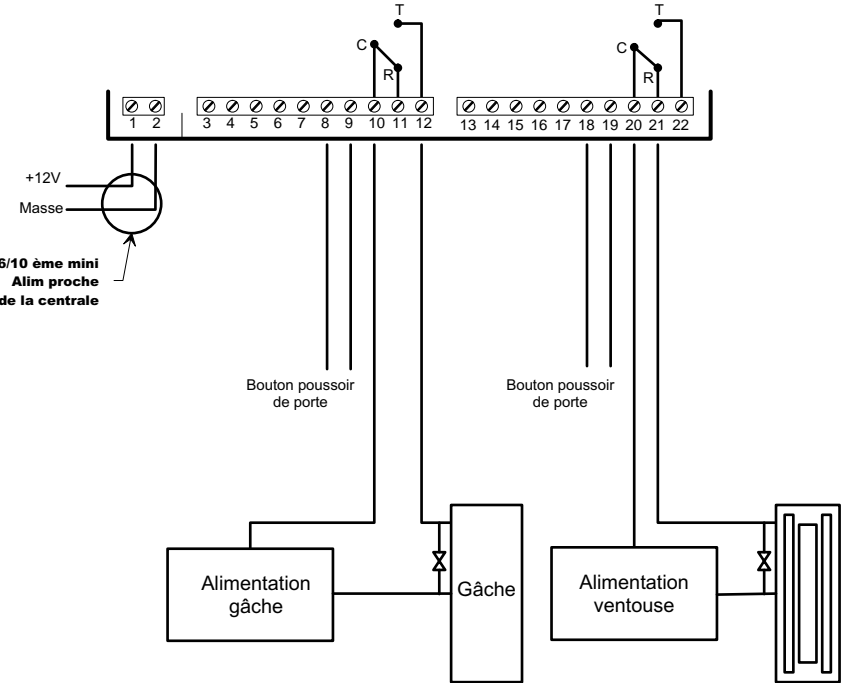 T
T
C
R
C
R
1 2 3 4 5 6 7 8 9 10 11 12 13 14 15 16 17 18 19 20 21 22
+12V
Masse
6/10 ème mini
Alim proche
de la centrale
Bouton poussoir
de porte
Bouton poussoir
de porte
Alimentation
gâche
Gâche
Alimentation
ventouse